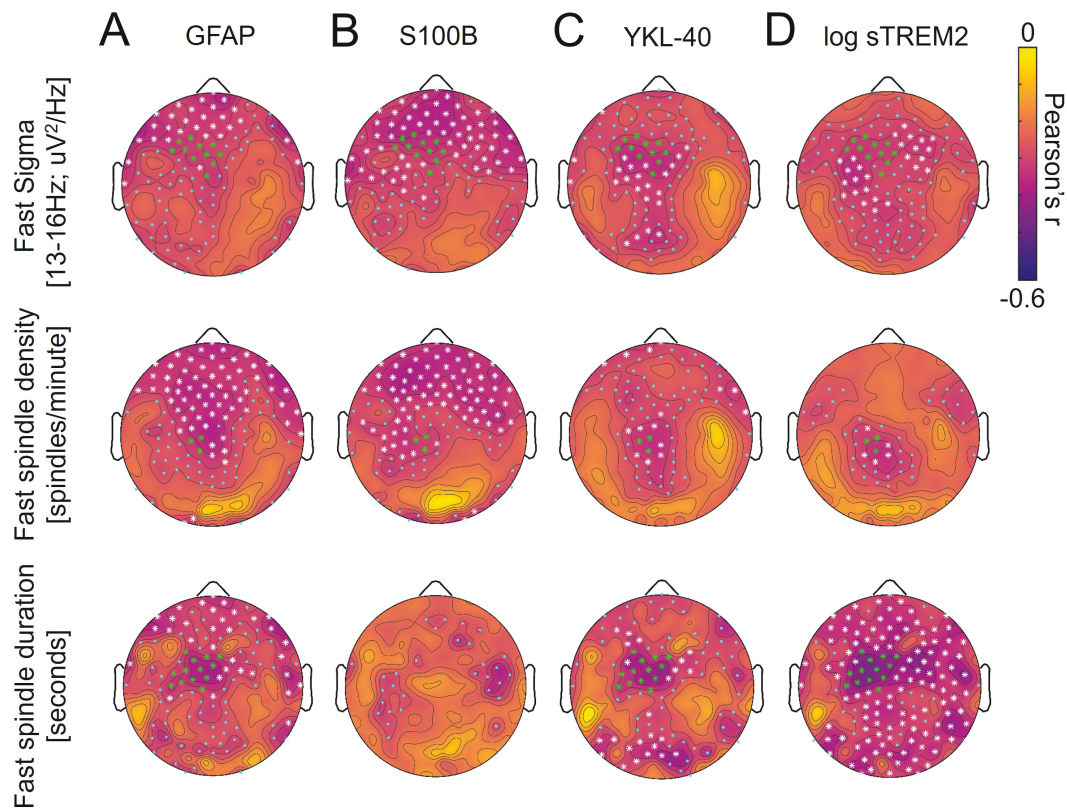 A GFAP B S100B C YKL-40 D log sTREM2
0
Pearson's r
-0.6
Fast Sigma
[13-16Hz; uV²/Hz]
Fast spindle density
[spindles/minute]
Fast spindle duration
[seconds]